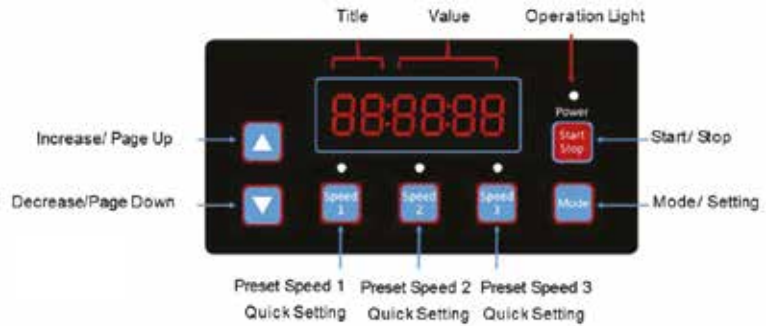 Title Value Operation Light
88:88:88
Power
Increase/ Page Up Start Stop Start/ Stop
Decrease/Page Down Speed 1 Speed 2 Speed 3 Mode Mode/ Setting
Preset Speed 1 Preset Speed 2 Preset Speed 3
Quick Setting Quick Setting Quick Setting